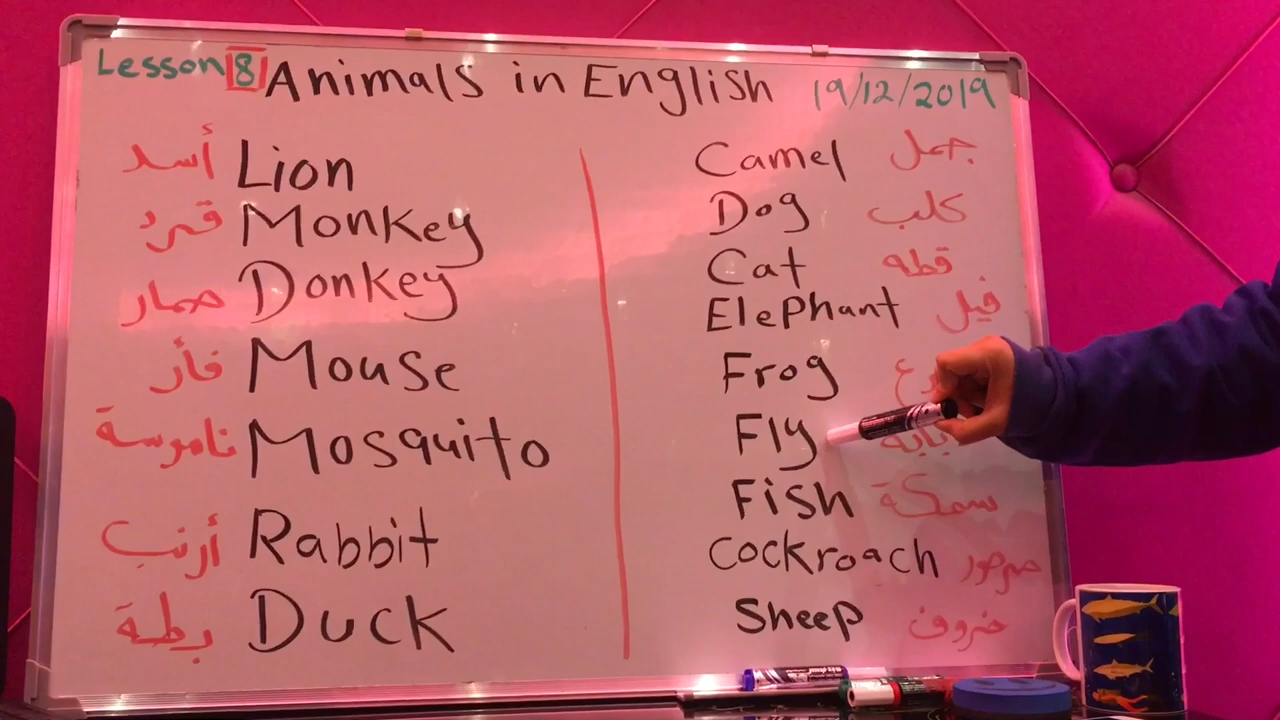 Lesson 8 Animals in English 19/12/2019
أسد Lion
قرد Monkey
حمار Donkey
فأر Mouse
ناموسة Mosquito
أرنب Rabbit
بطة Duck
Camel جمل
Dog كلب
Cat قطه
Elephant فيل
Frog
Fly
Fish سمكة
Cockroach صرصور
Sheep خروف